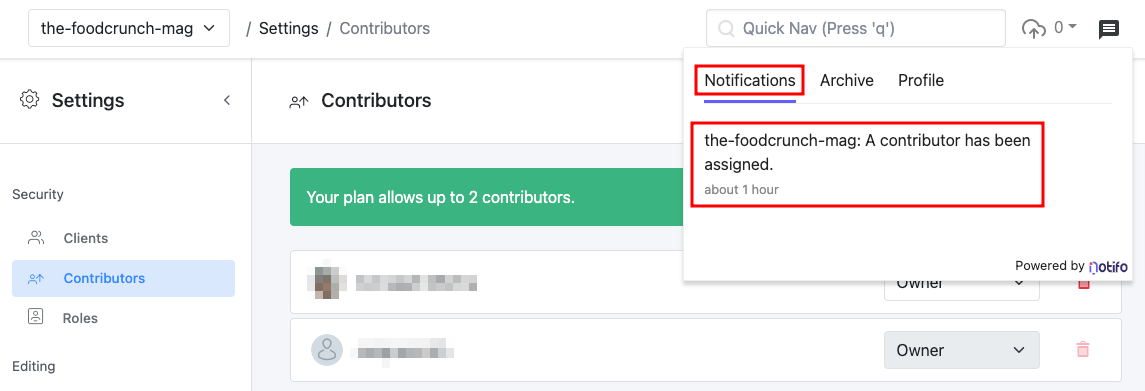 the-foodcrunch-mag
/ Settings / Contributors
Quick Nav (Press 'q')
0
Settings
Contributors
Notifications
Archive
Profile
the-foodcrunch-mag: A contributor has been
assigned.
about 1 hour
Powered by notifo
Your plan allows up to 2 contributors.
Security
Clients
Contributors
Roles
Editing
Owner
Owner